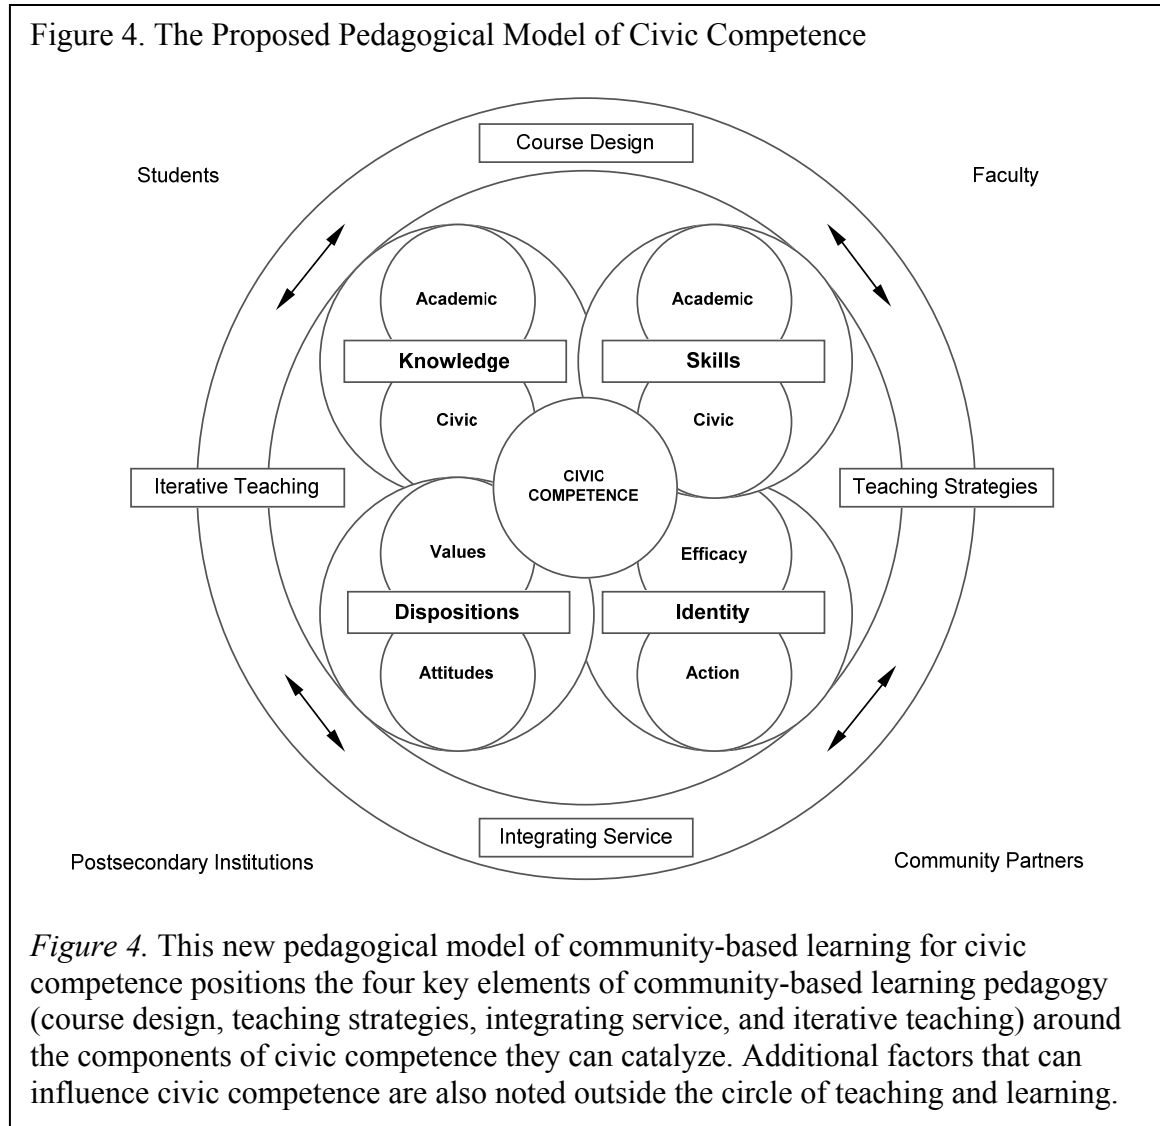 Figure 4. The Proposed Pedagogical Model of Civic Competence
Course Design
Students
Faculty
Academic
Academic
Knowledge
Skills
Civic
Civic
CIVIC
COMPETENCE
Iterative Teaching
Teaching Strategies
Values
Efficacy
Dispositions
Identity
Attitudes
Action
Integrating Service
Postsecondary Institutions
Community Partners
Figure 4. This new pedagogical model of community-based learning for civic
competence positions the four key elements of community-based learning pedagogy
(course design, teaching strategies, integrating service, and iterative teaching) around
the components of civic competence they can catalyze. Additional factors that can
influence civic competence are also noted outside the circle of teaching and learning.